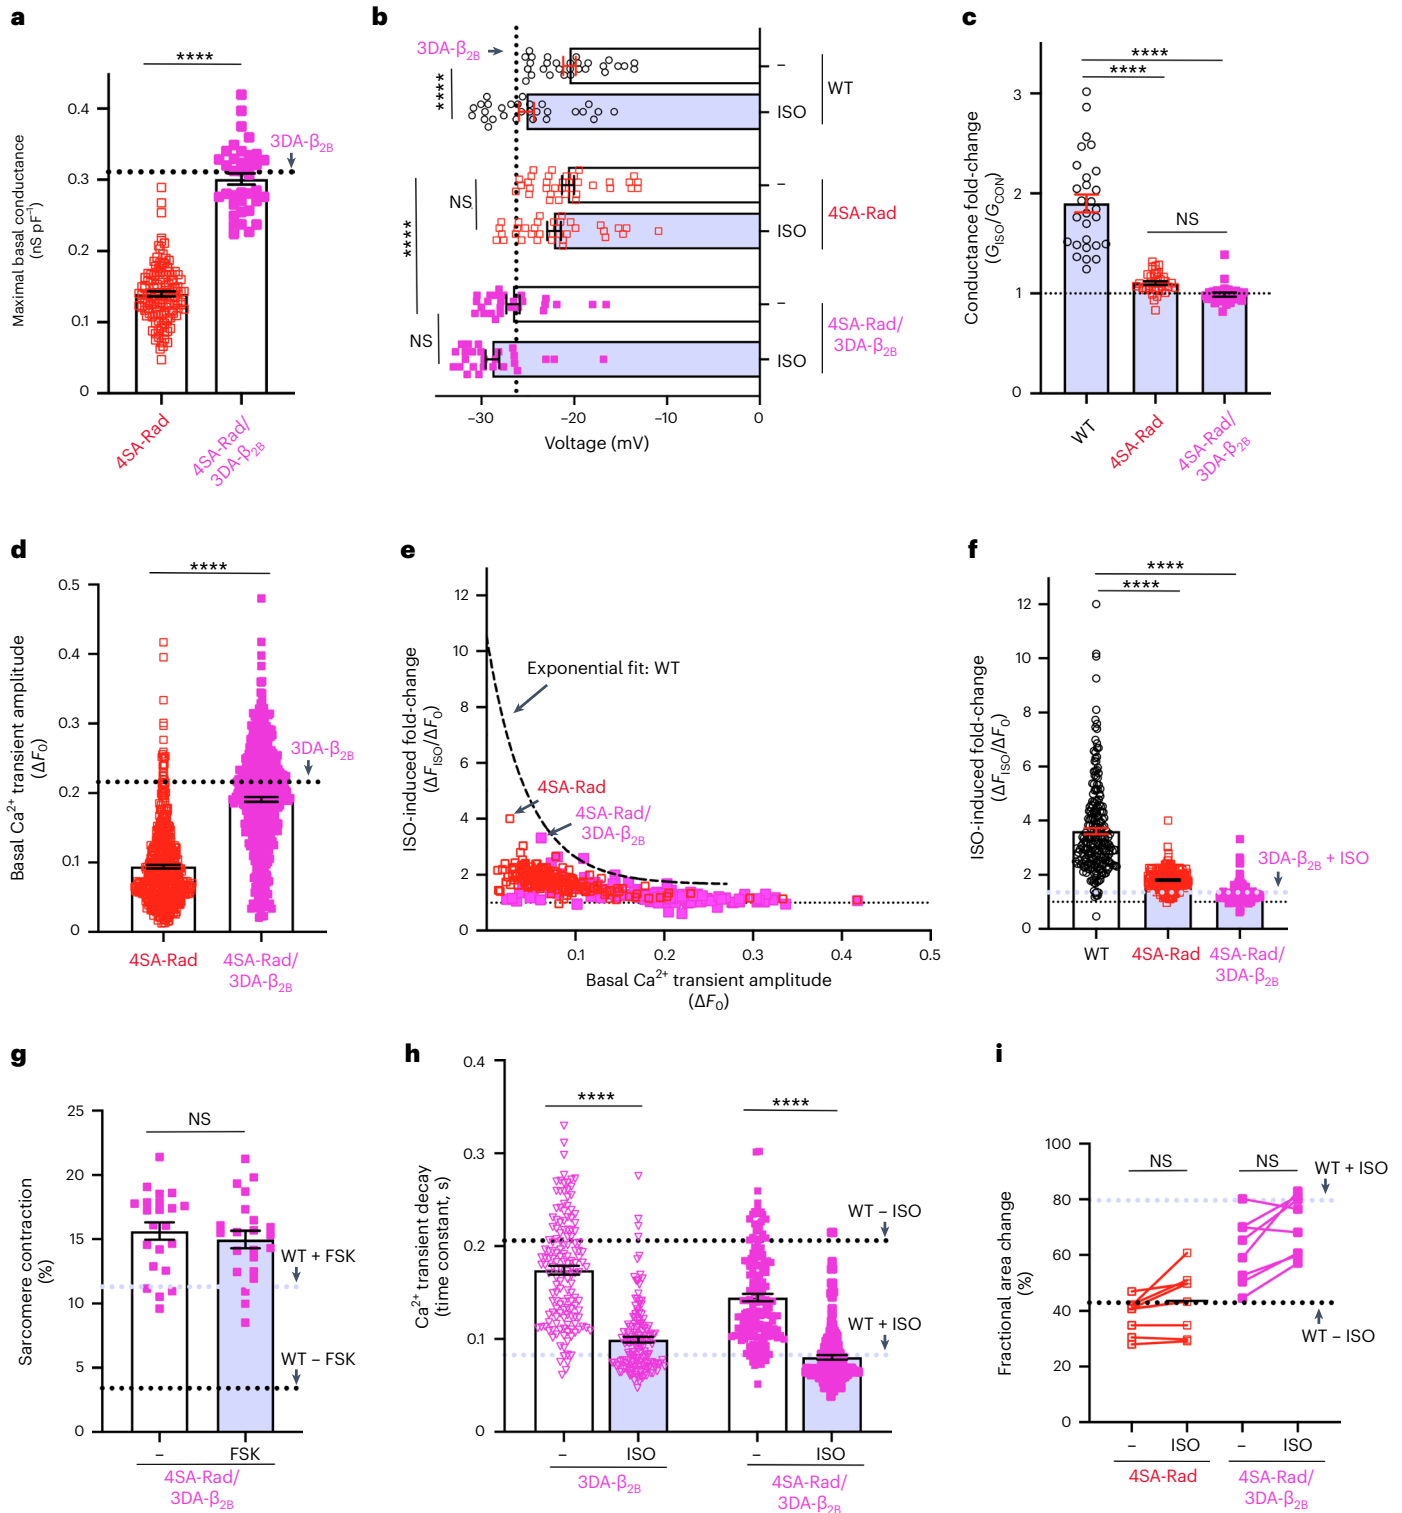 a
****
Maximal basal conductance
(nS pF⁻¹)
0.4
0.3
0.2
0.1
0
3DA-β2B
4SA-Rad
4SA-Rad/
3DA-β2B
b
3DA-β2B
****
NS
****
NS
–
ISO
WT
–
ISO
4SA-Rad
–
ISO
4SA-Rad/
3DA-β2B
–30
–20
–10
0
Voltage (mV)
c
****
****
NS
Conductance fold-change
(GISO/GCON)
3
2
1
0
WT
4SA-Rad
4SA-Rad/
3DA-β2B
d
****
Basal Ca²⁺ transient amplitude
(ΔF0)
0.5
0.4
0.3
0.2
0.1
0
3DA-β2B
4SA-Rad
4SA-Rad/
3DA-β2B
e
ISO-induced fold-change
(ΔFISO/ΔF0)
12
10
8
6
4
2
0
Exponential fit: WT
4SA-Rad
4SA-Rad/
3DA-β2B
0.1
0.2
0.3
0.4
0.5
Basal Ca²⁺ transient amplitude
(ΔF0)
f
****
****
ISO-induced fold-change
(ΔFISO/ΔF0)
12
10
8
6
4
2
0
3DA-β2B + ISO
WT
4SA-Rad
4SA-Rad/
3DA-β2B
g
NS
Sarcomere contraction
(%)
25
20
15
10
5
0
WT + FSK
WT – FSK
–
FSK
4SA-Rad/
3DA-β2B
h
****
****
Ca²⁺ transient decay
(time constant, s)
0.4
0.3
0.2
0.1
0
WT – ISO
WT + ISO
–
ISO
–
ISO
3DA-β2B
4SA-Rad/
3DA-β2B
i
NS
NS
Fractional area change
(%)
100
80
60
40
20
0
WT + ISO
WT – ISO
–
ISO
–
ISO
4SA-Rad
4SA-Rad/
3DA-β2B